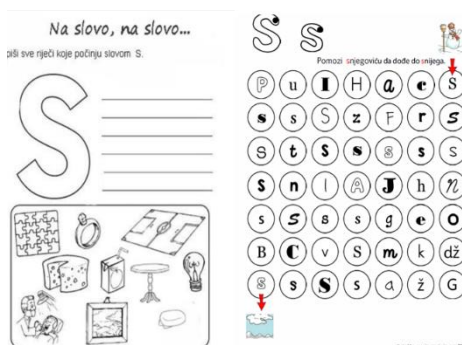 Na slovo, na slovo...
piši sve riječi koje počinju slovom S.
S
S s
Pomozi snjegoviću da dođe do snijega.
P u I H a e S
s s S z F r S
S t S s s s s
S n I A J h n
s S s s g e o
B C v S m k dž
s s S s a ž G